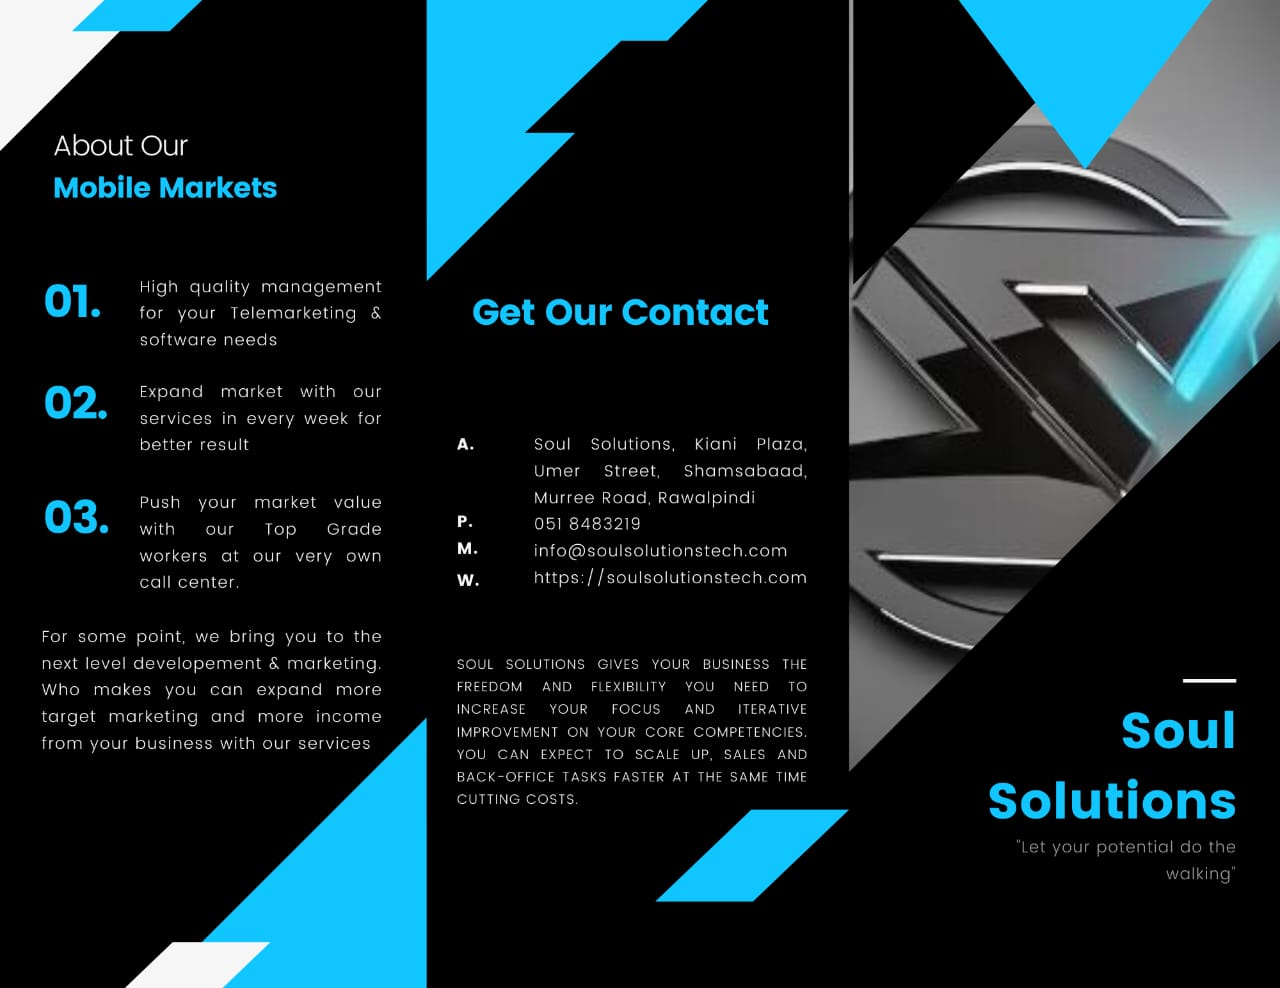 About Our
Mobile Markets
01.
High quality management
for your Telemarketing &
software needs
02.
Expand market with our
services in every week for
better result
03.
Push your market value
with our Top Grade
workers at our very own
call center.
For some point, we bring you to the
next level developement & marketing.
Who makes you can expand more
target marketing and more income
from your business with our services
Get Our Contact
A. Soul Solutions, Kiani Plaza,
Umer Street, Shamsabaad,
Murree Road, Rawalpindi
P. 051 8483219
M. info@soulsolutionstech.com
W. https://soulsolutionstech.com
SOUL SOLUTIONS GIVES YOUR BUSINESS THE
FREEDOM AND FLEXIBILITY YOU NEED TO
INCREASE YOUR FOCUS AND ITERATIVE
IMPROVEMENT ON YOUR CORE COMPETENCIES.
YOU CAN EXPECT TO SCALE UP, SALES AND
BACK-OFFICE TASKS FASTER AT THE SAME TIME
CUTTING COSTS.
Soul
Solutions
"Let your potential do the
walking"